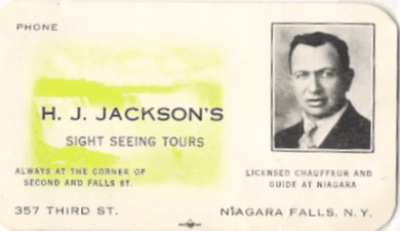 PHONE
H. J. JACKSON'S
SIGHT SEEING TOURS
ALWAYS AT THE CORNER OF
SECOND AND FALLS ST.
LICENSED CHAUFFEUR AND
GUIDE AT NIAGARA
357 THIRD ST.
NIAGARA FALLS, N.Y.